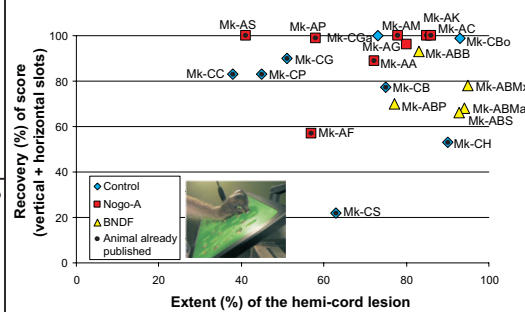 Recovery (%) of score
(vertical + horizontal slots)
100
80
60
40
20
0
Mk-AS
Mk-AP
Mk-CGa
Mk-AM
Mk-AK
Mk-AC
Mk-CBo
Mk-AG
Mk-ABB
Mk-CG
Mk-AA
Mk-CC
Mk-CP
Mk-CB
Mk-ABMx
Mk-ABP
Mk-ABMa
Mk-ABS
Mk-AF
Mk-CH
Mk-CS
Control
Nogo-A
BNDF
Animal already
published
0
20
40
60
80
100
Extent (%) of the hemi-cord lesion